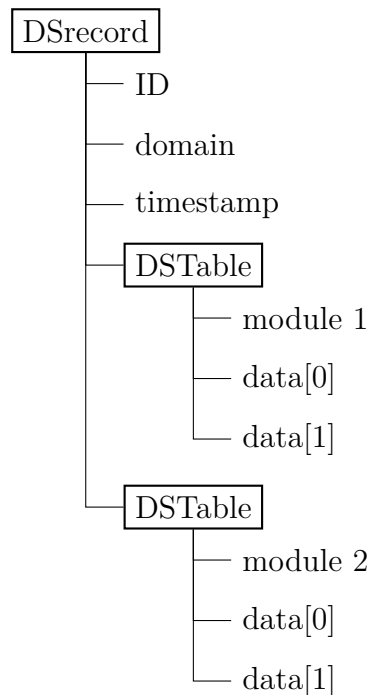 DSrecord
ID
domain
timestamp
DSTable
module 1
data[0]
data[1]
DSTable
module 2
data[0]
data[1]